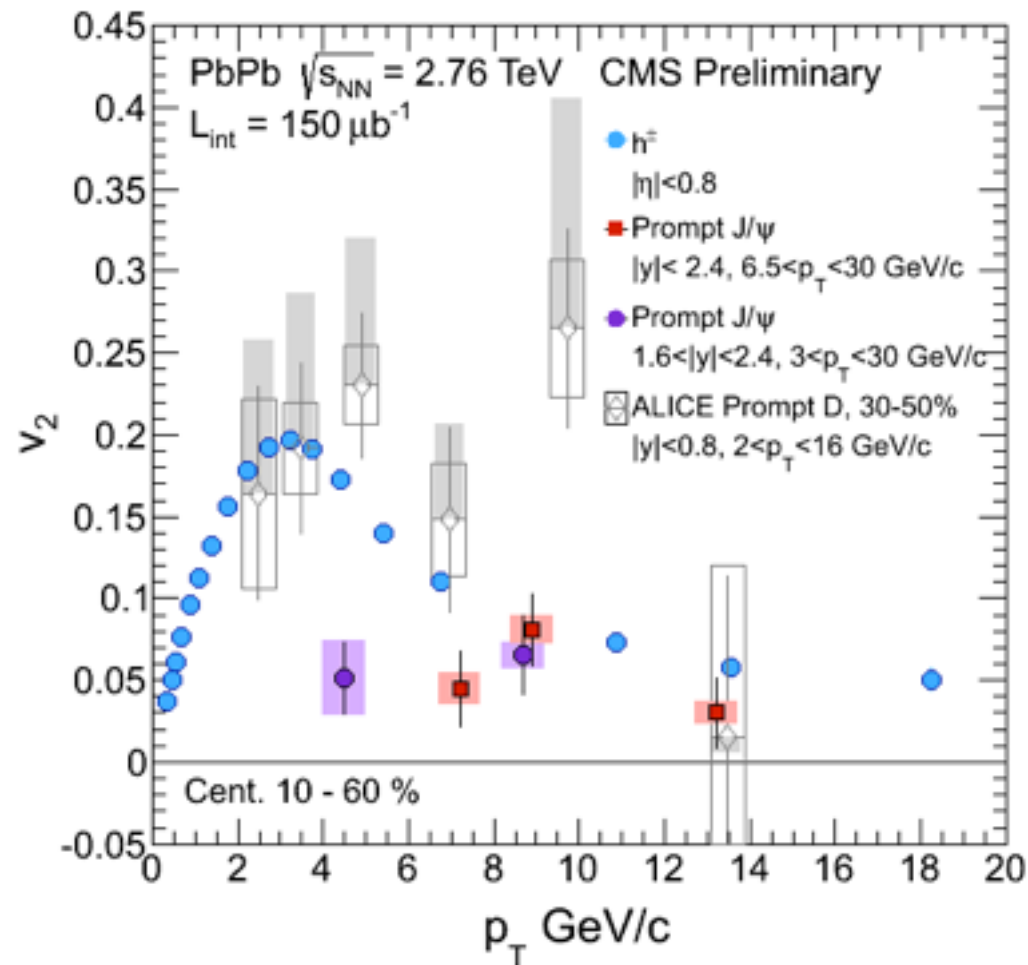 PbPb √s_NN = 2.76 TeV CMS Preliminary
L_int = 150 μb⁻¹
h±
|η|<0.8
Prompt J/ψ
|y|< 2.4, 6.5<p_T<30 GeV/c
Prompt J/ψ
1.6<|y|<2.4, 3<p_T<30 GeV/c
ALICE Prompt D, 30-50%
|y|<0.8, 2<p_T<16 GeV/c
Cent. 10 - 60 %
v₂
0.45
0.4
0.35
0.3
0.25
0.2
0.15
0.1
0.05
0
-0.05
0 2 4 6 8 10 12 14 16 18 20
p_T GeV/c